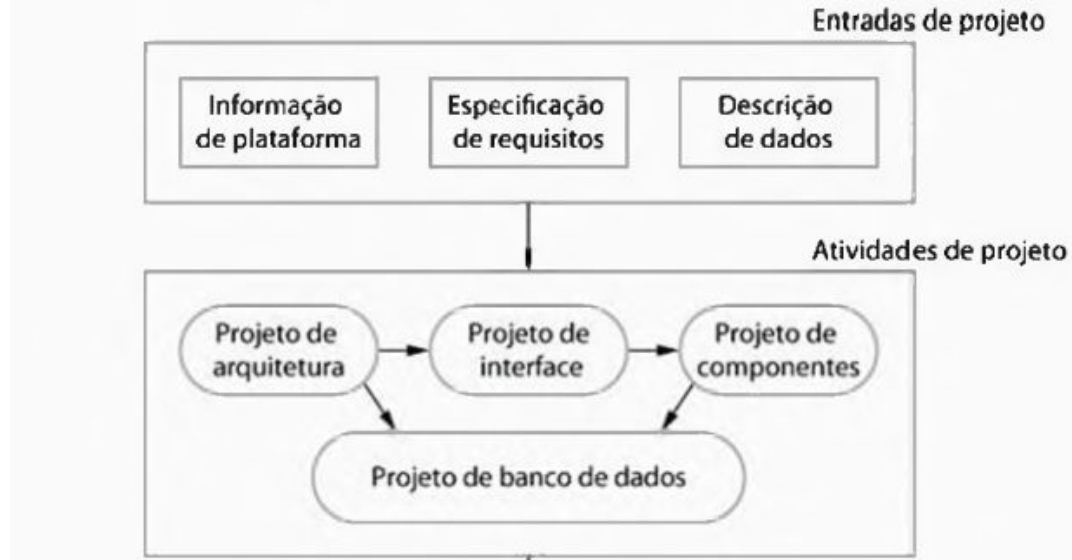 Entradas de projeto
Informação
de plataforma
Especificação
de requisitos
Descrição
de dados
Atividades de projeto
Projeto de
arquitetura
Projeto de
interface
Projeto de
componentes
Projeto de banco de dados